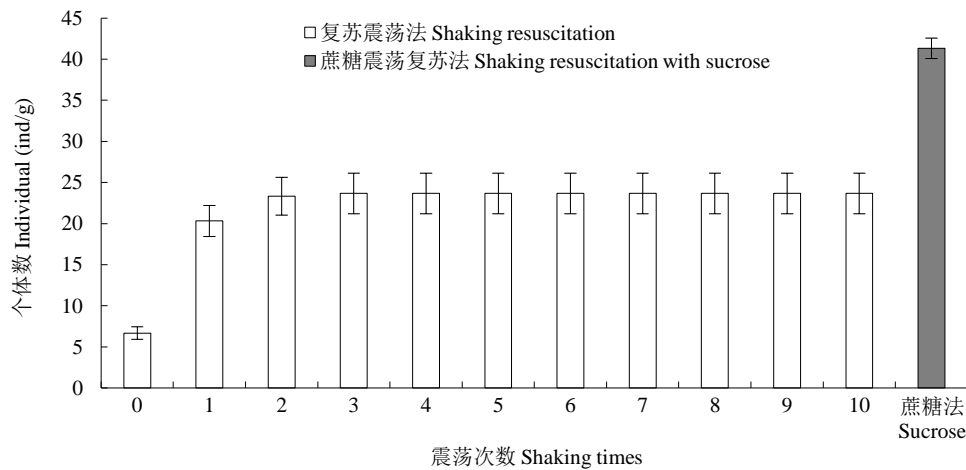 45
40
35
30
25
20
15
10
5
0
个体数 Individual (ind/g)
复苏震荡法 Shaking resuscitation
蔗糖震荡复苏法 Shaking resuscitation with sucrose
0 1 2 3 4 5 6 7 8 9 10 蔗糖法
Sucrose
震荡次数 Shaking times